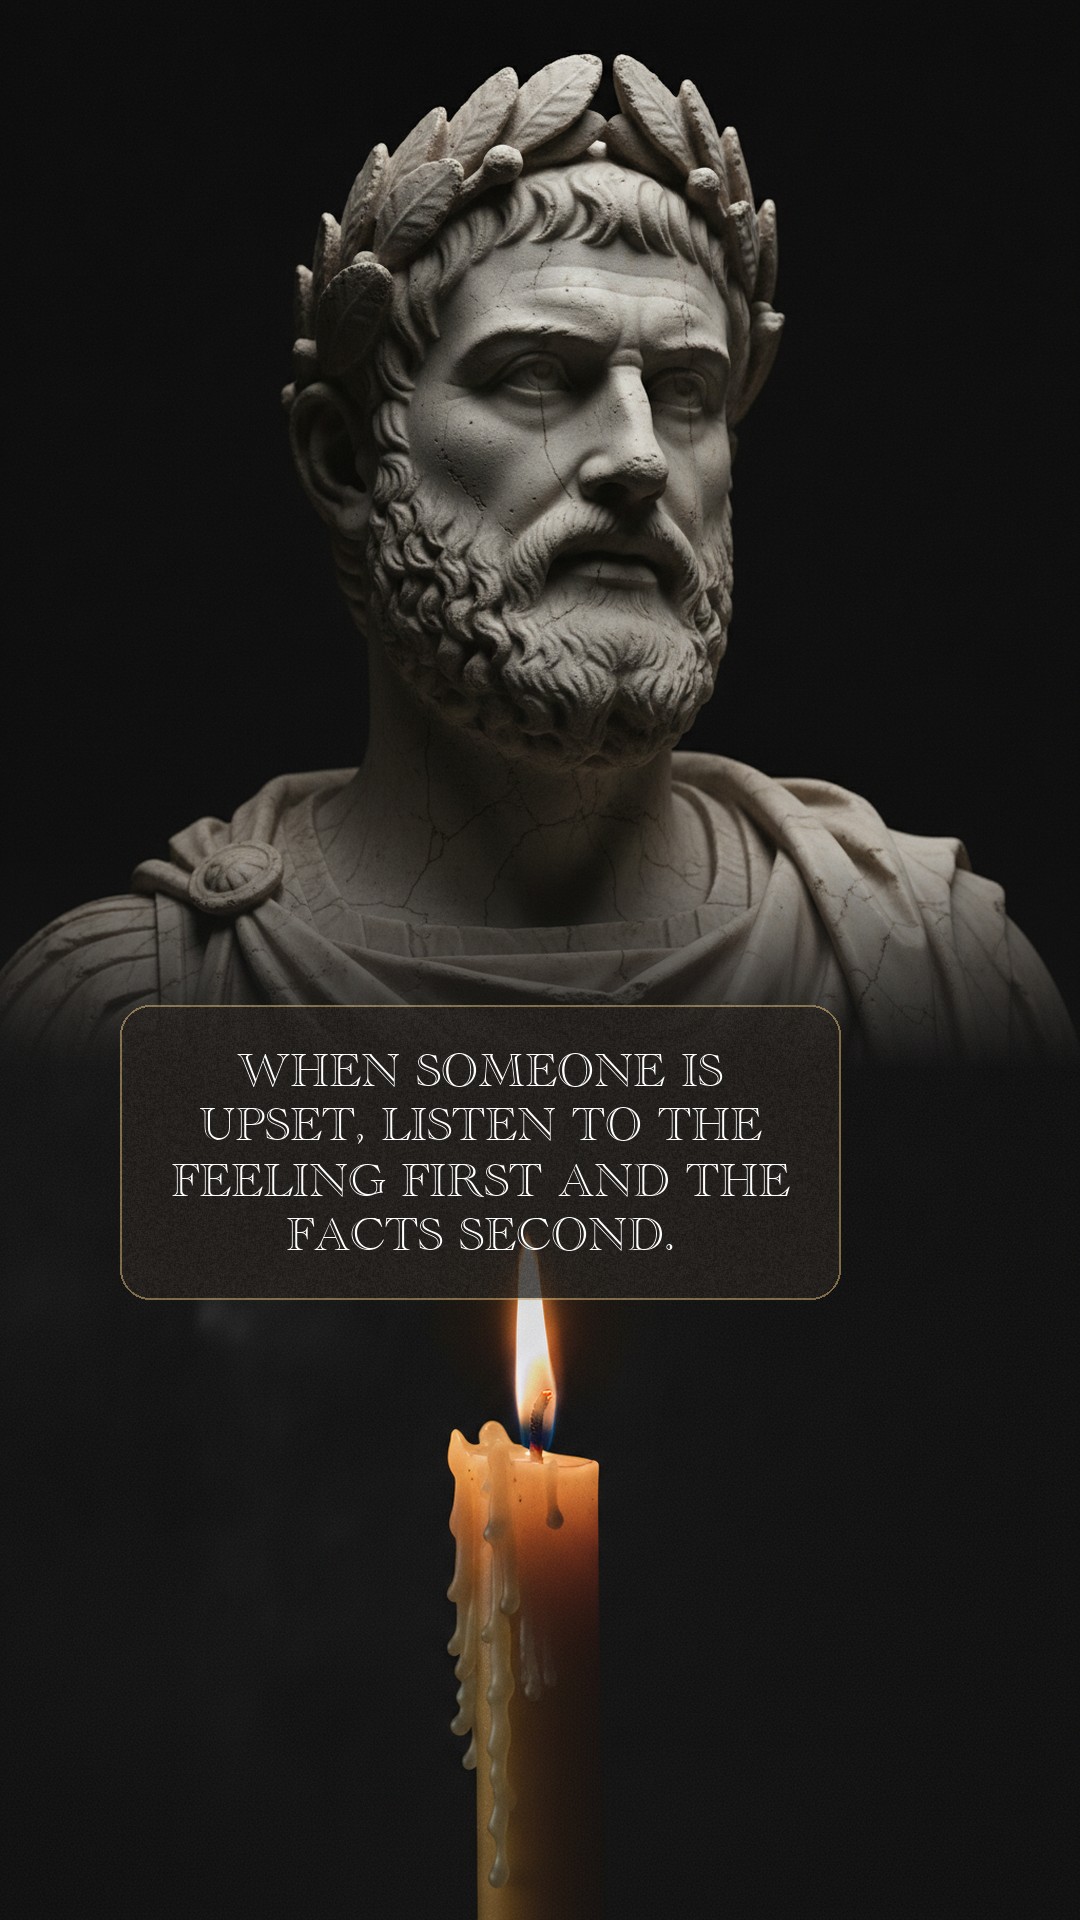 WHEN SOMEONE IS
UPSET, LISTEN TO THE
FEELING FIRST AND THE
FACTS SECOND.